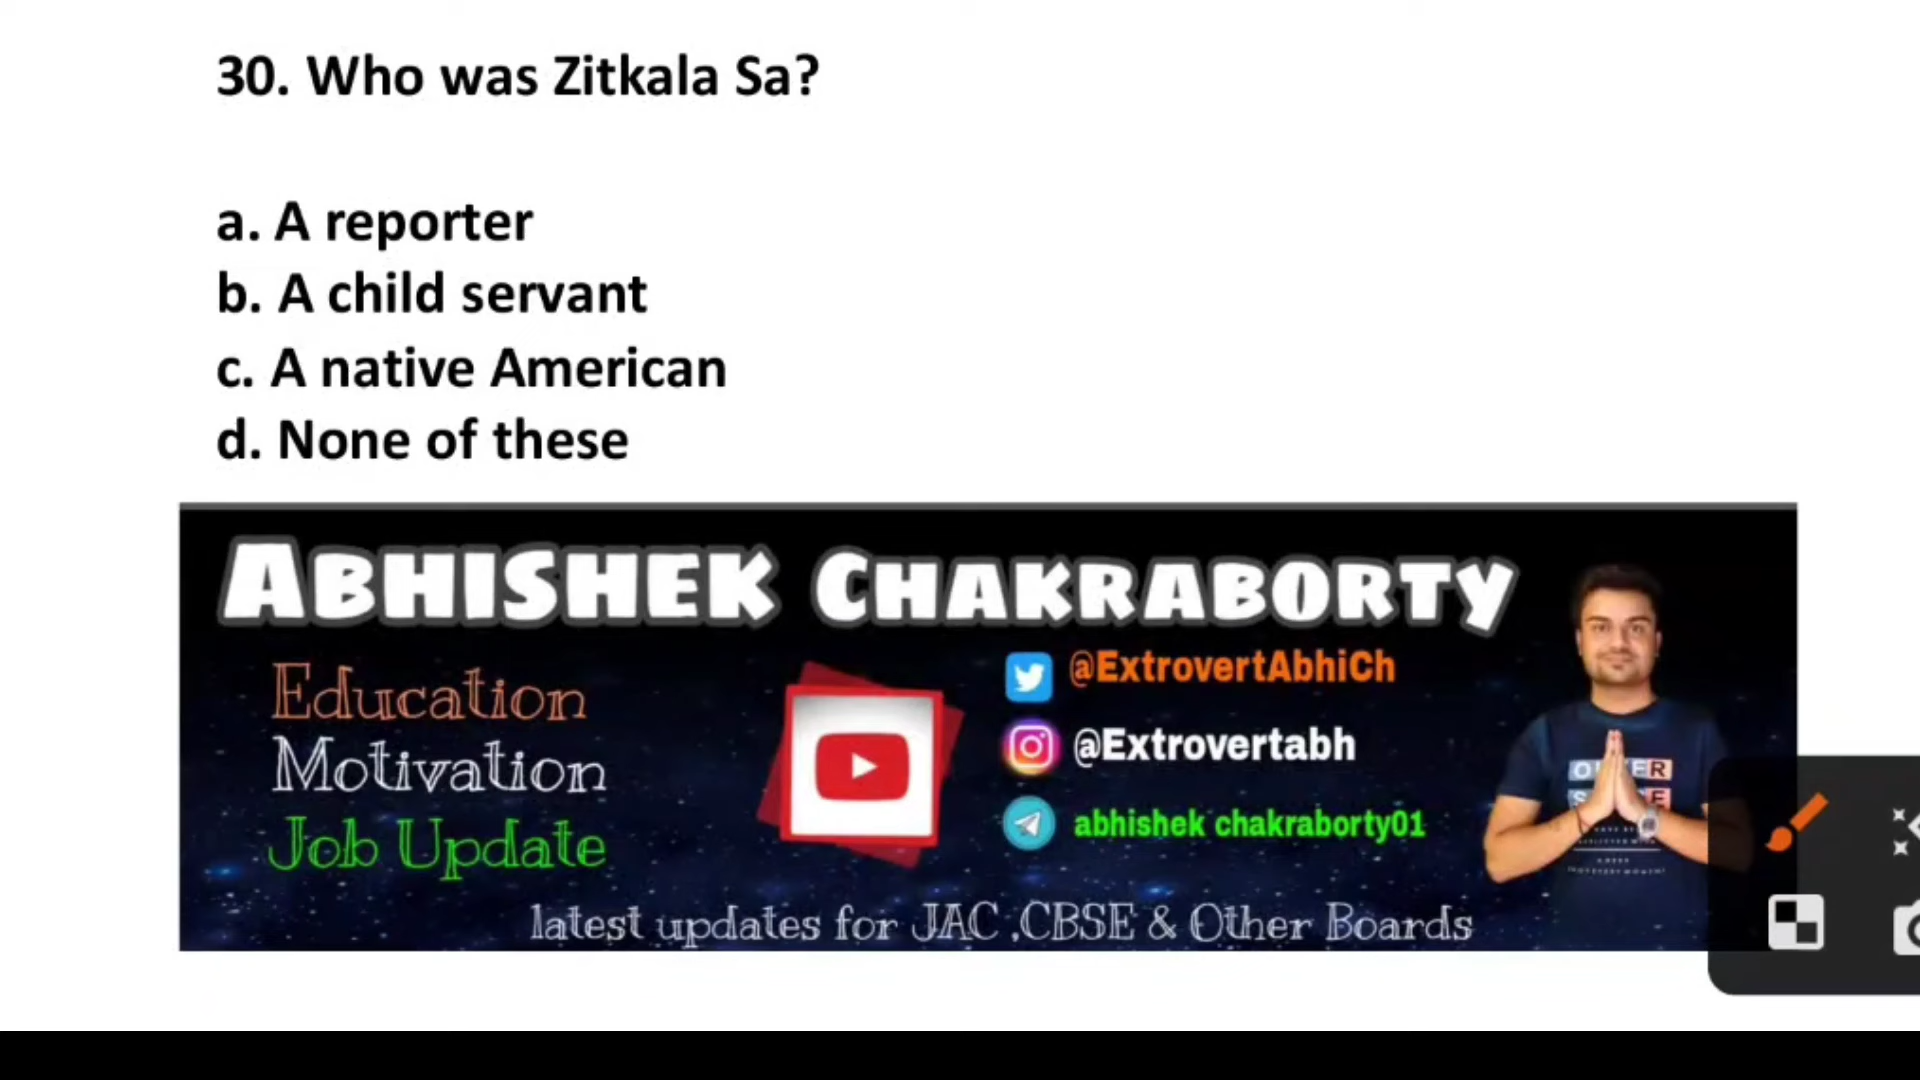 30. Who was Zitkala Sa?
a. A reporter
b. A child servant
c. A native American
d. None of these
ABHISHEK CHAKRABORTY
Education
Motivation
Job Update
@ExtrovertAbhiCh
@Extrovertabh
abhishek chakraborty01
latest updates for JAC ,CBSE & Other Boards